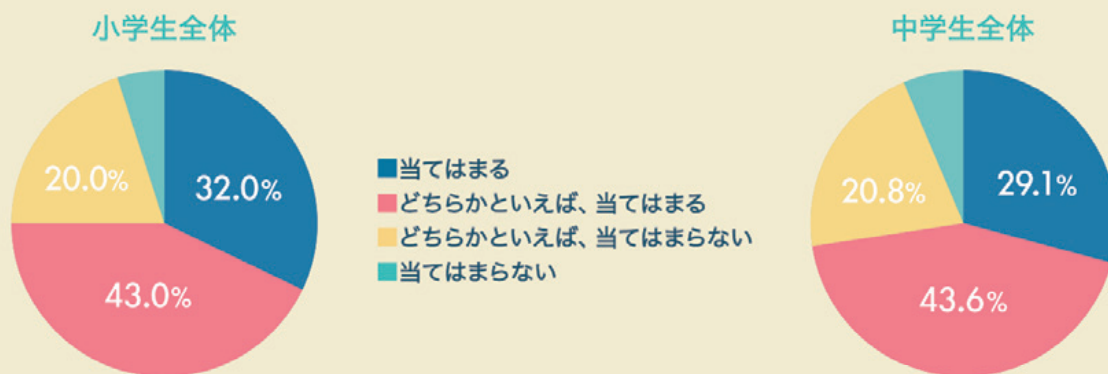 小学生全体
32.0%
43.0%
20.0%
■当てはまる
■どちらかといえば、当てはまる
■どちらかといえば、当てはまらない
■当てはまらない
中学生全体
29.1%
43.6%
20.8%